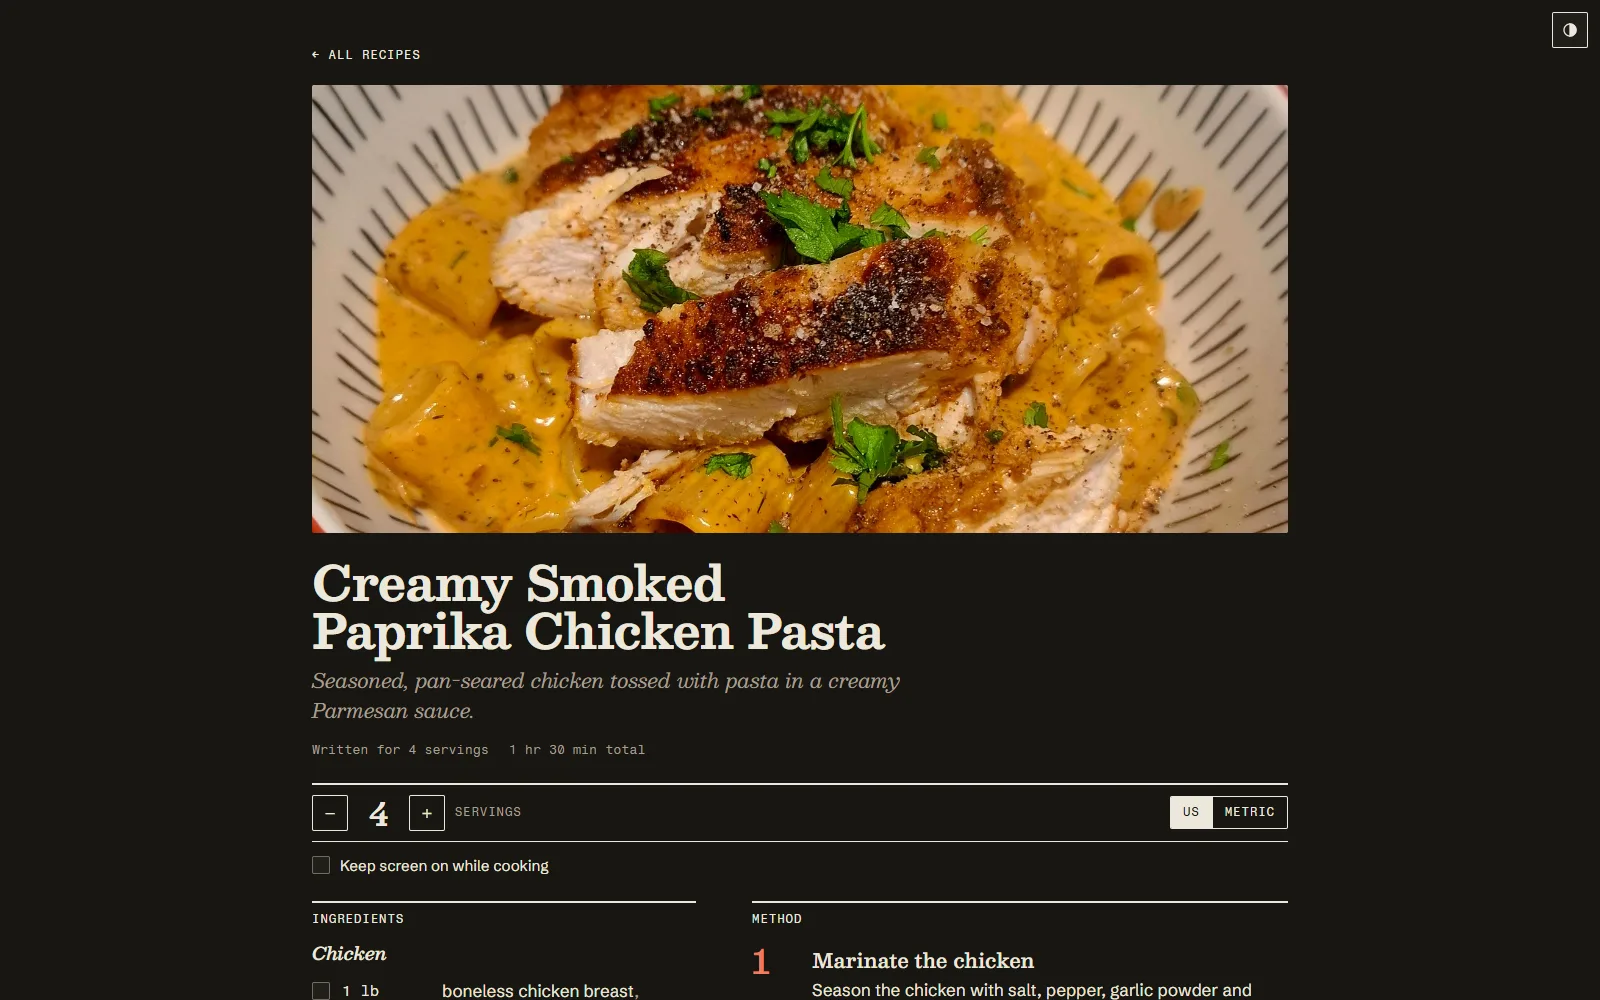 ← ALL RECIPES
Creamy Smoked
Paprika Chicken Pasta
Seasoned, pan-seared chicken tossed with pasta in a creamy
Parmesan sauce.
Written for 4 servings 1 hr 30 min total
− 4 + SERVINGS US METRIC
Keep screen on while cooking
INGREDIENTS
Chicken
1 lb boneless chicken breast,
METHOD
1 Marinate the chicken
Season the chicken with salt, pepper, garlic powder and